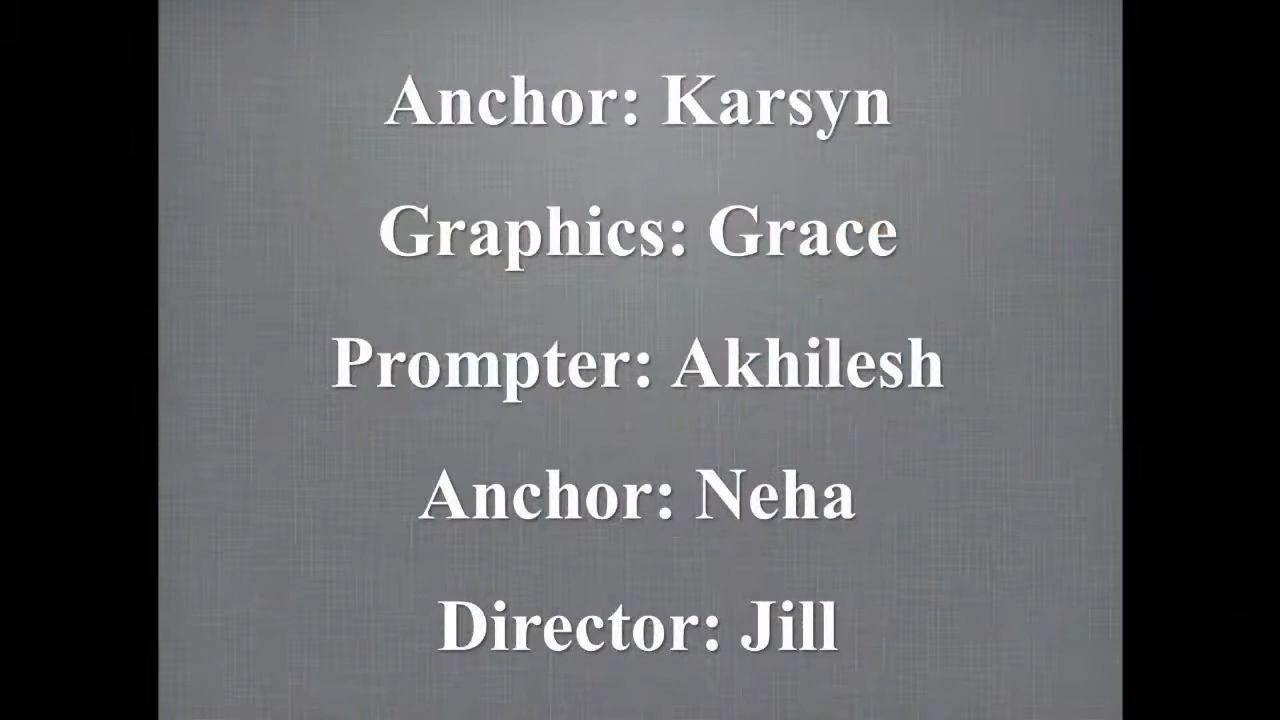 Anchor: Karsyn
Graphics: Grace
Prompter: Akhilesh
Anchor: Neha
Director: Jill